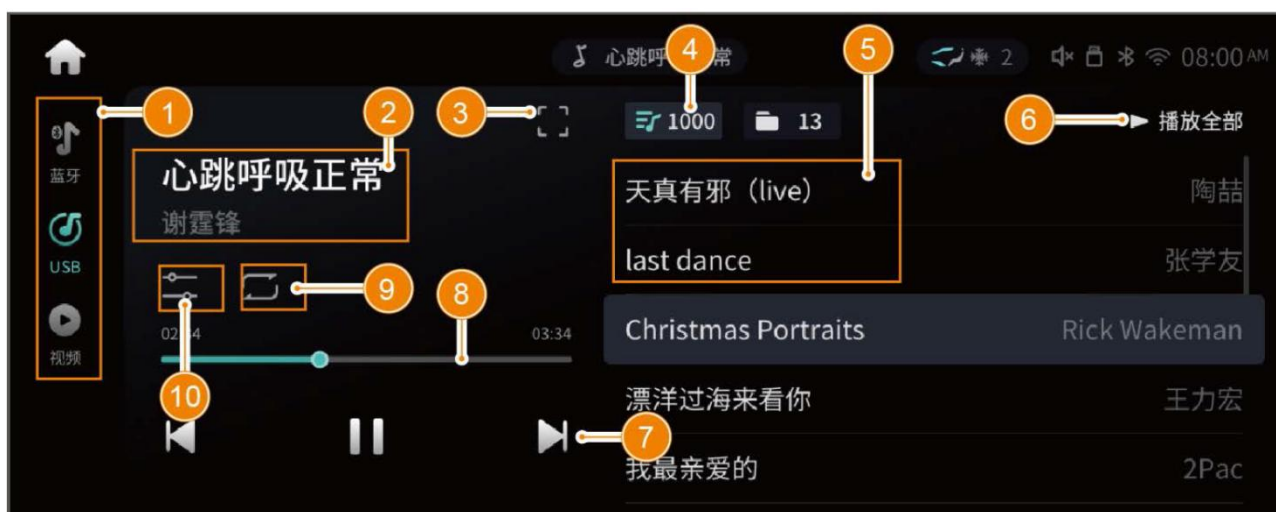 心跳呼 常
2
08:00 AM
1
2
3
4
5
6
7
8
9
10
蓝牙
USB
视频
心跳呼吸正常
谢霆锋
03:34
1000
13
播放全部
天真有邪（live） 陶喆
last dance 张学友
Christmas Portraits Rick Wakeman
漂洋过海来看你 王力宏
我最亲爱的 2Pac